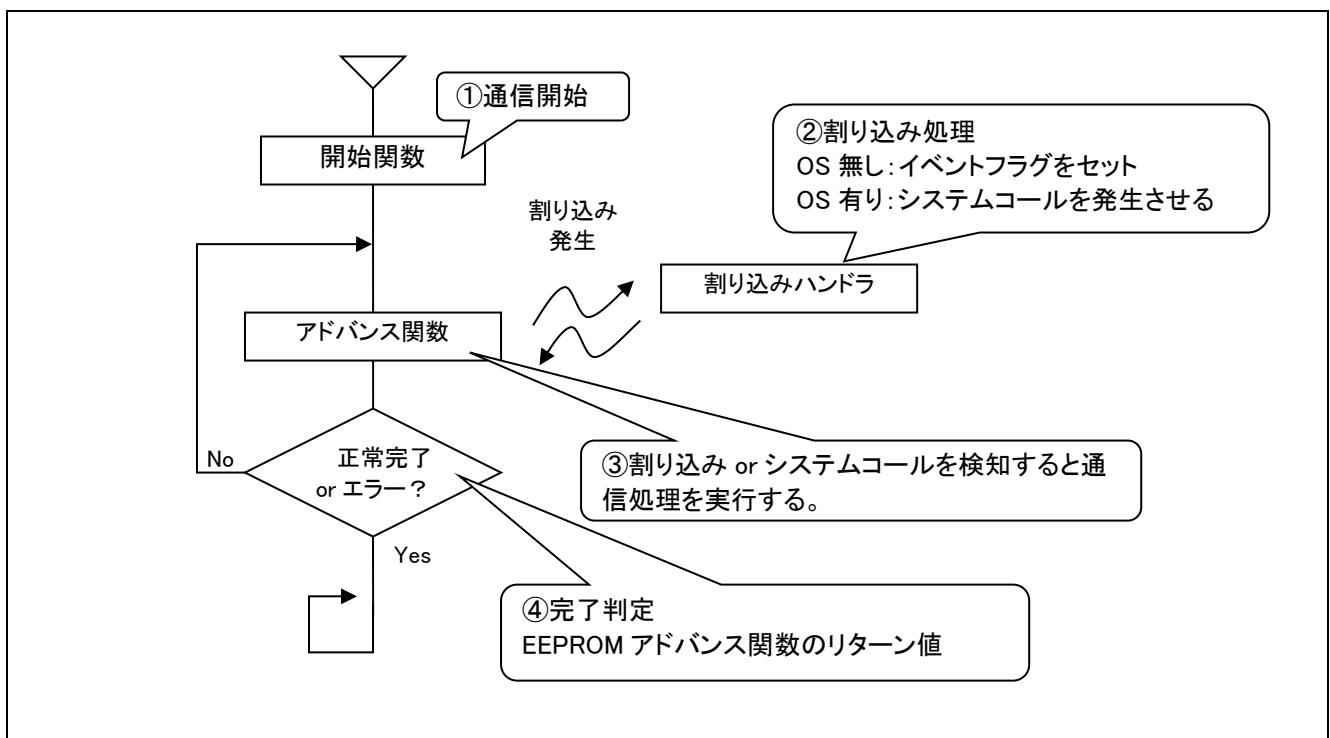 ①通信開始
開始関数
②割り込み処理
OS 無し：イベントフラグをセット
OS 有り：システムコールを発生させる
割り込み
発生
割り込みハンドラ
アドバンス関数
③割り込み or システムコールを検知すると通
信処理を実行する。
正常完了
or エラー？
No
Yes
④完了判定
EEPROM アドバンス関数のリターン値